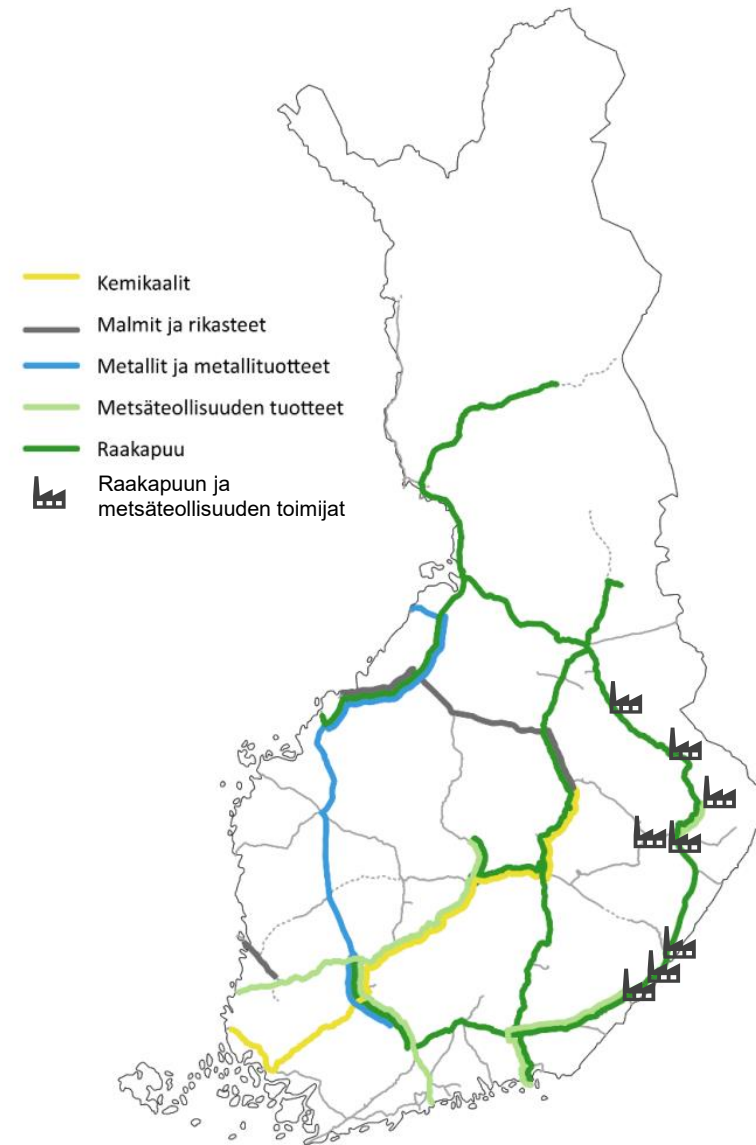 Kemikaalit
Malmit ja rikasteet
Metallit ja metallituotteet
Metsäteollisuuden tuotteet
Raakapuu
Raakapuun ja
metsäteollisuuden toimijat